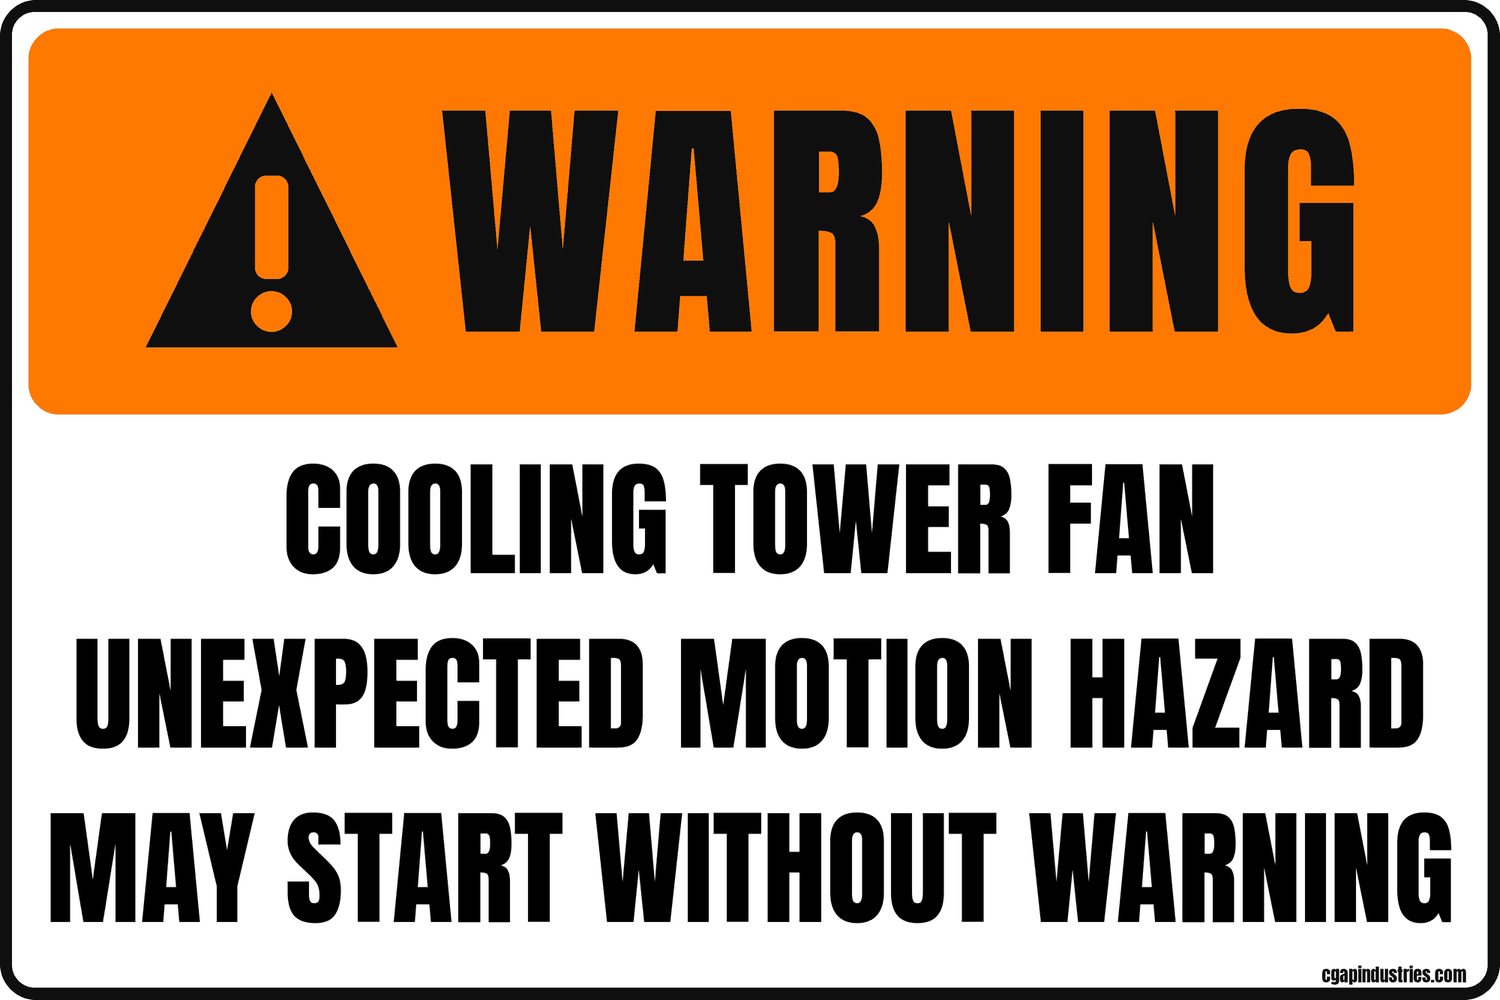 WARNING
COOLING TOWER FAN
UNEXPECTED MOTION HAZARD
MAY START WITHOUT WARNING
cgapindustries.com